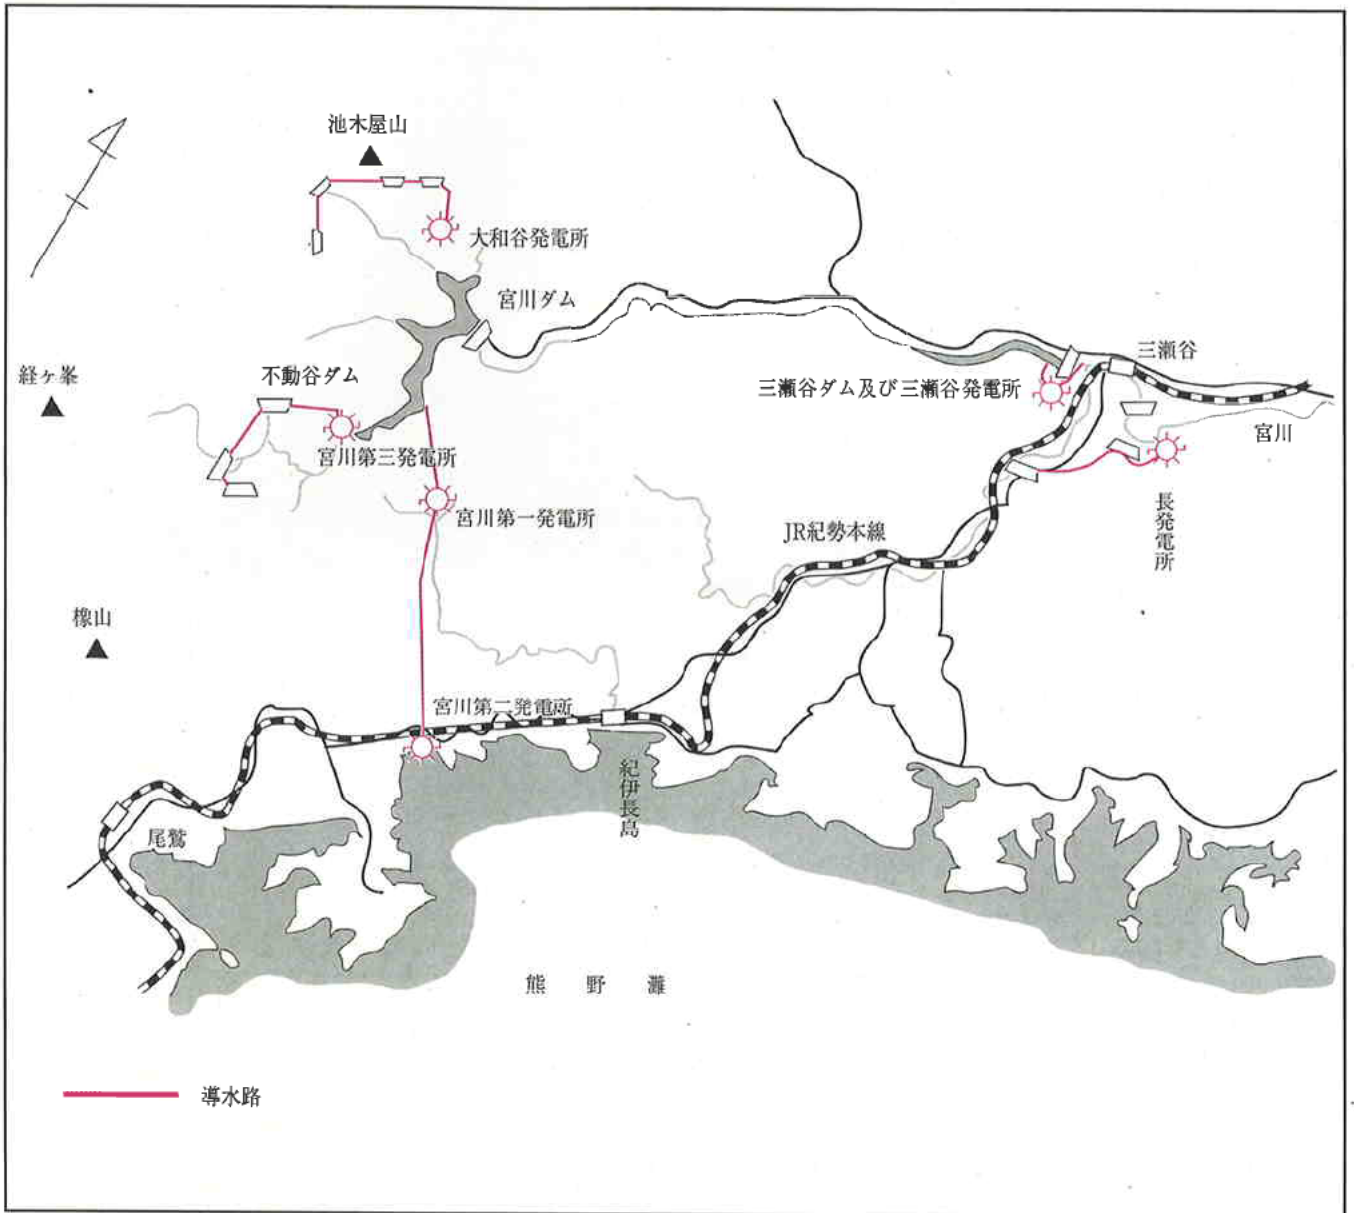 池木屋山
大和谷発電所
宮川ダム
経ヶ峯
不動谷ダム
三瀬谷
三瀬谷ダム及び三瀬谷発電所
宮川
宮川第三発電所
宮川第一発電所
長発電所
JR紀勢本線
橡山
宮川第二発電所
紀伊長島
尾鷲
熊野灘
導水路